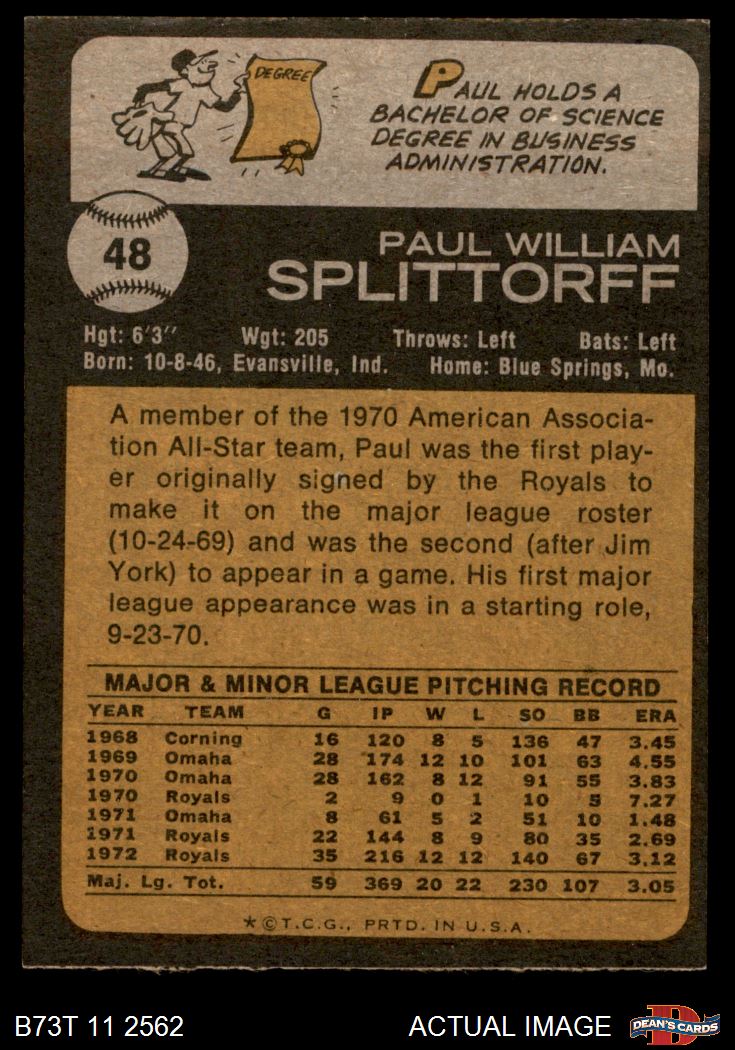 DEGREE
PAUL HOLDS A
BACHELOR OF SCIENCE
DEGREE IN BUSINESS
ADMINISTRATION.
48
PAUL WILLIAM
SPLITTORFF
Hgt: 6'3" Wgt: 205 Throws: Left Bats: Left
Born: 10-8-46, Evansville, Ind. Home: Blue Springs, Mo.
A member of the 1970 American Associa-
tion All-Star team, Paul was the first play-
er originally signed by the Royals to
make it on the major league roster
(10-24-69) and was the second (after Jim
York) to appear in a game. His first major
league appearance was in a starting role,
9-23-70.
MAJOR & MINOR LEAGUE PITCHING RECORD
YEAR TEAM G IP W L SO BB ERA
1968 Corning 16 120 8 5 136 47 3.45
1969 Omaha 28 174 12 10 101 63 4.55
1970 Omaha 28 162 8 12 91 55 3.83
1970 Royals 2 9 0 1 10 5 7.27
1971 Omaha 8 61 5 2 51 10 1.48
1971 Royals 22 144 8 9 80 35 2.69
1972 Royals 35 216 12 12 140 67 3.12
Maj. Lg. Tot. 59 369 20 22 230 107 3.05
*©T.C.G., PRTD. IN U.S.A.
B73T 11 2562 ACTUAL IMAGE D DEAN'S CARDS